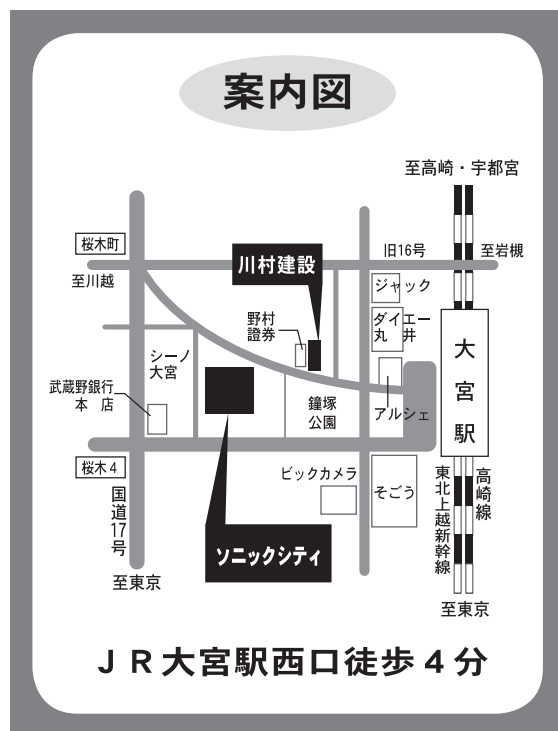 案内図
至高崎・宇都宮
桜木町
川村建設
旧16号
至岩槻
至川越
ジャック
野村
證券
ダイエー
丸 井
シーノ
大宮
大宮駅
武蔵野銀行
本 店
鐘塚
公園
アルシェ
桜木4
ビックカメラ
そごう
国道17号
東北上越新幹線
高崎線
ソニックシティ
至東京
至東京
ＪＲ大宮駅西口徒歩４分